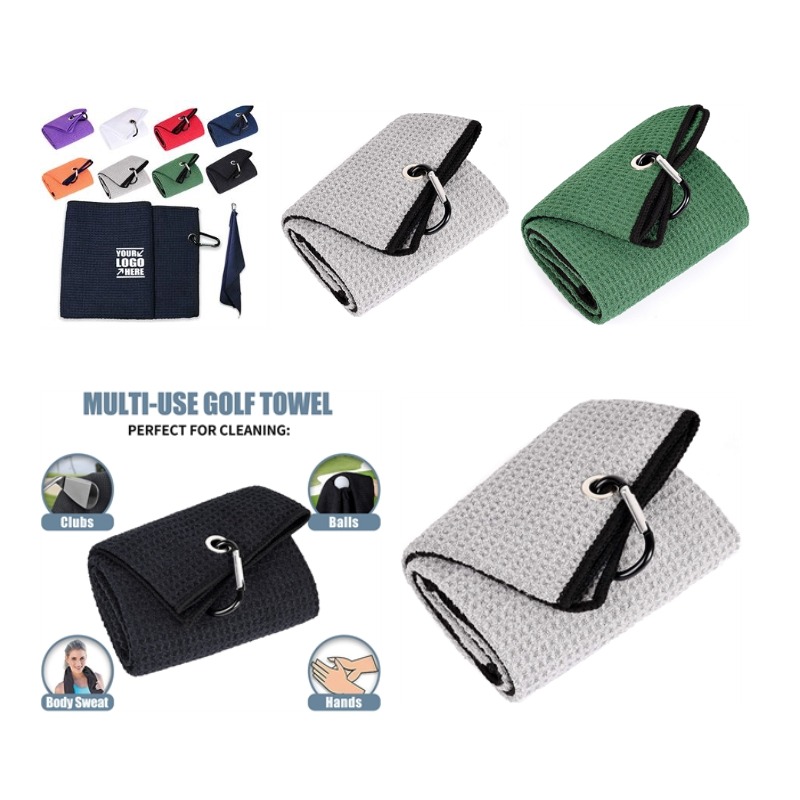 YOUR
LOGO
HERE
MULTI-USE GOLF TOWEL
PERFECT FOR CLEANING:
Clubs
Balls
Body Sweat
Hands